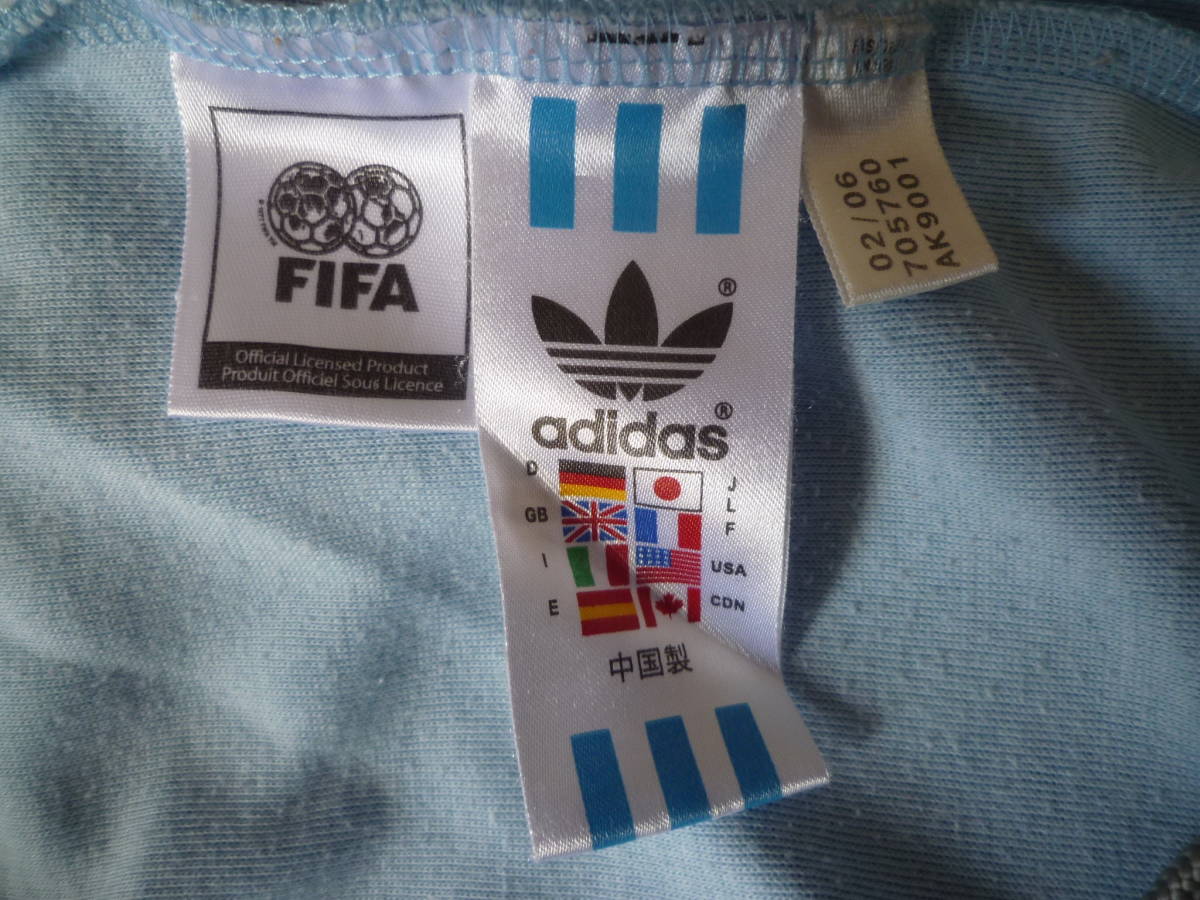 FIFA
Official Licensed Product
Produit Officiel Sous Licence
®
adidas®
D
J
L
GB
F
I
USA
E
CDN
中国製
02/06
705760
AK9001